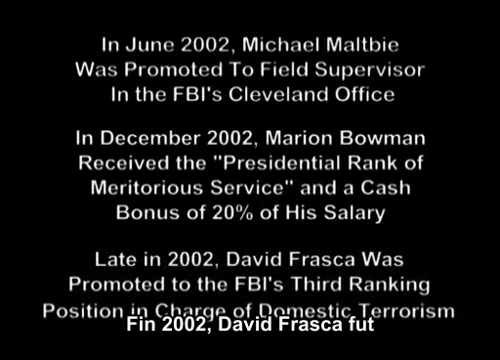 In June 2002, Michael Maltbie
Was Promoted To Field Supervisor
In the FBI's Cleveland Office
In December 2002, Marion Bowman
Received the "Presidential Rank of
Meritorious Service" and a Cash
Bonus of 20% of His Salary
Late in 2002, David Frasca Was
Promoted to the FBI's Third Ranking
Position in Charge of Domestic Terrorism
Fin 2002, David Frasca fut